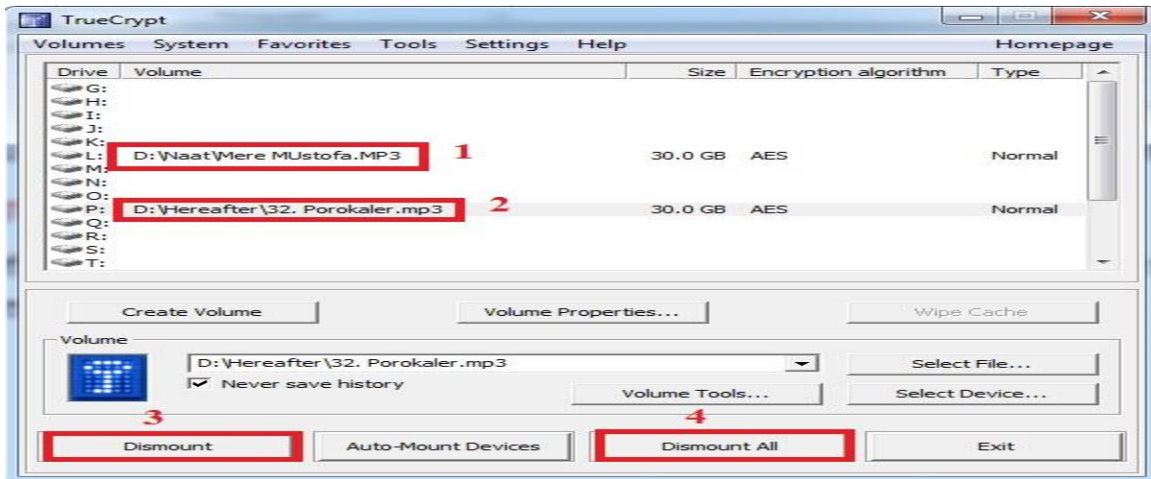 TrueCrypt
Volumes System Favorites Tools Settings Help Homepage
Drive Volume Size Encryption algorithm Type
G:
H:
I:
J:
K:
L: D:\Naat\Mere MUstofa.MP3 1 30.0 GB AES Normal
M:
N:
O:
P: D:\Hereafter\32. Porokaler.mp3 2 30.0 GB AES Normal
Q:
R:
S:
T:
Create Volume Volume Properties... Wipe Cache
Volume
D:\Hereafter\32. Porokaler.mp3 Select File...
Never save history
Volume Tools... Select Device...
3 4
Dismount Auto-Mount Devices Dismount All Exit